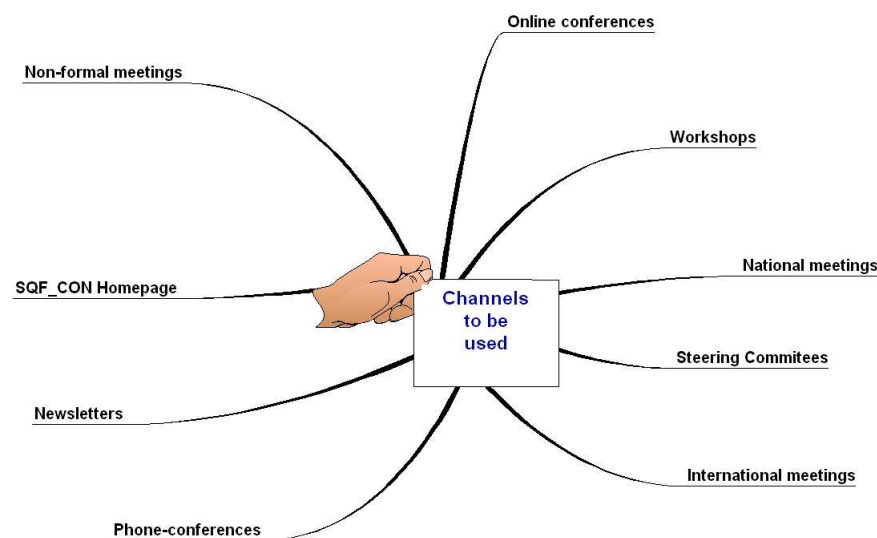 Online conferences
Non-formal meetings
Workshops
National meetings
SQF_CON Homepage
Channels
to be
used
Steering Commitees
Newsletters
International meetings
Phone-conferences